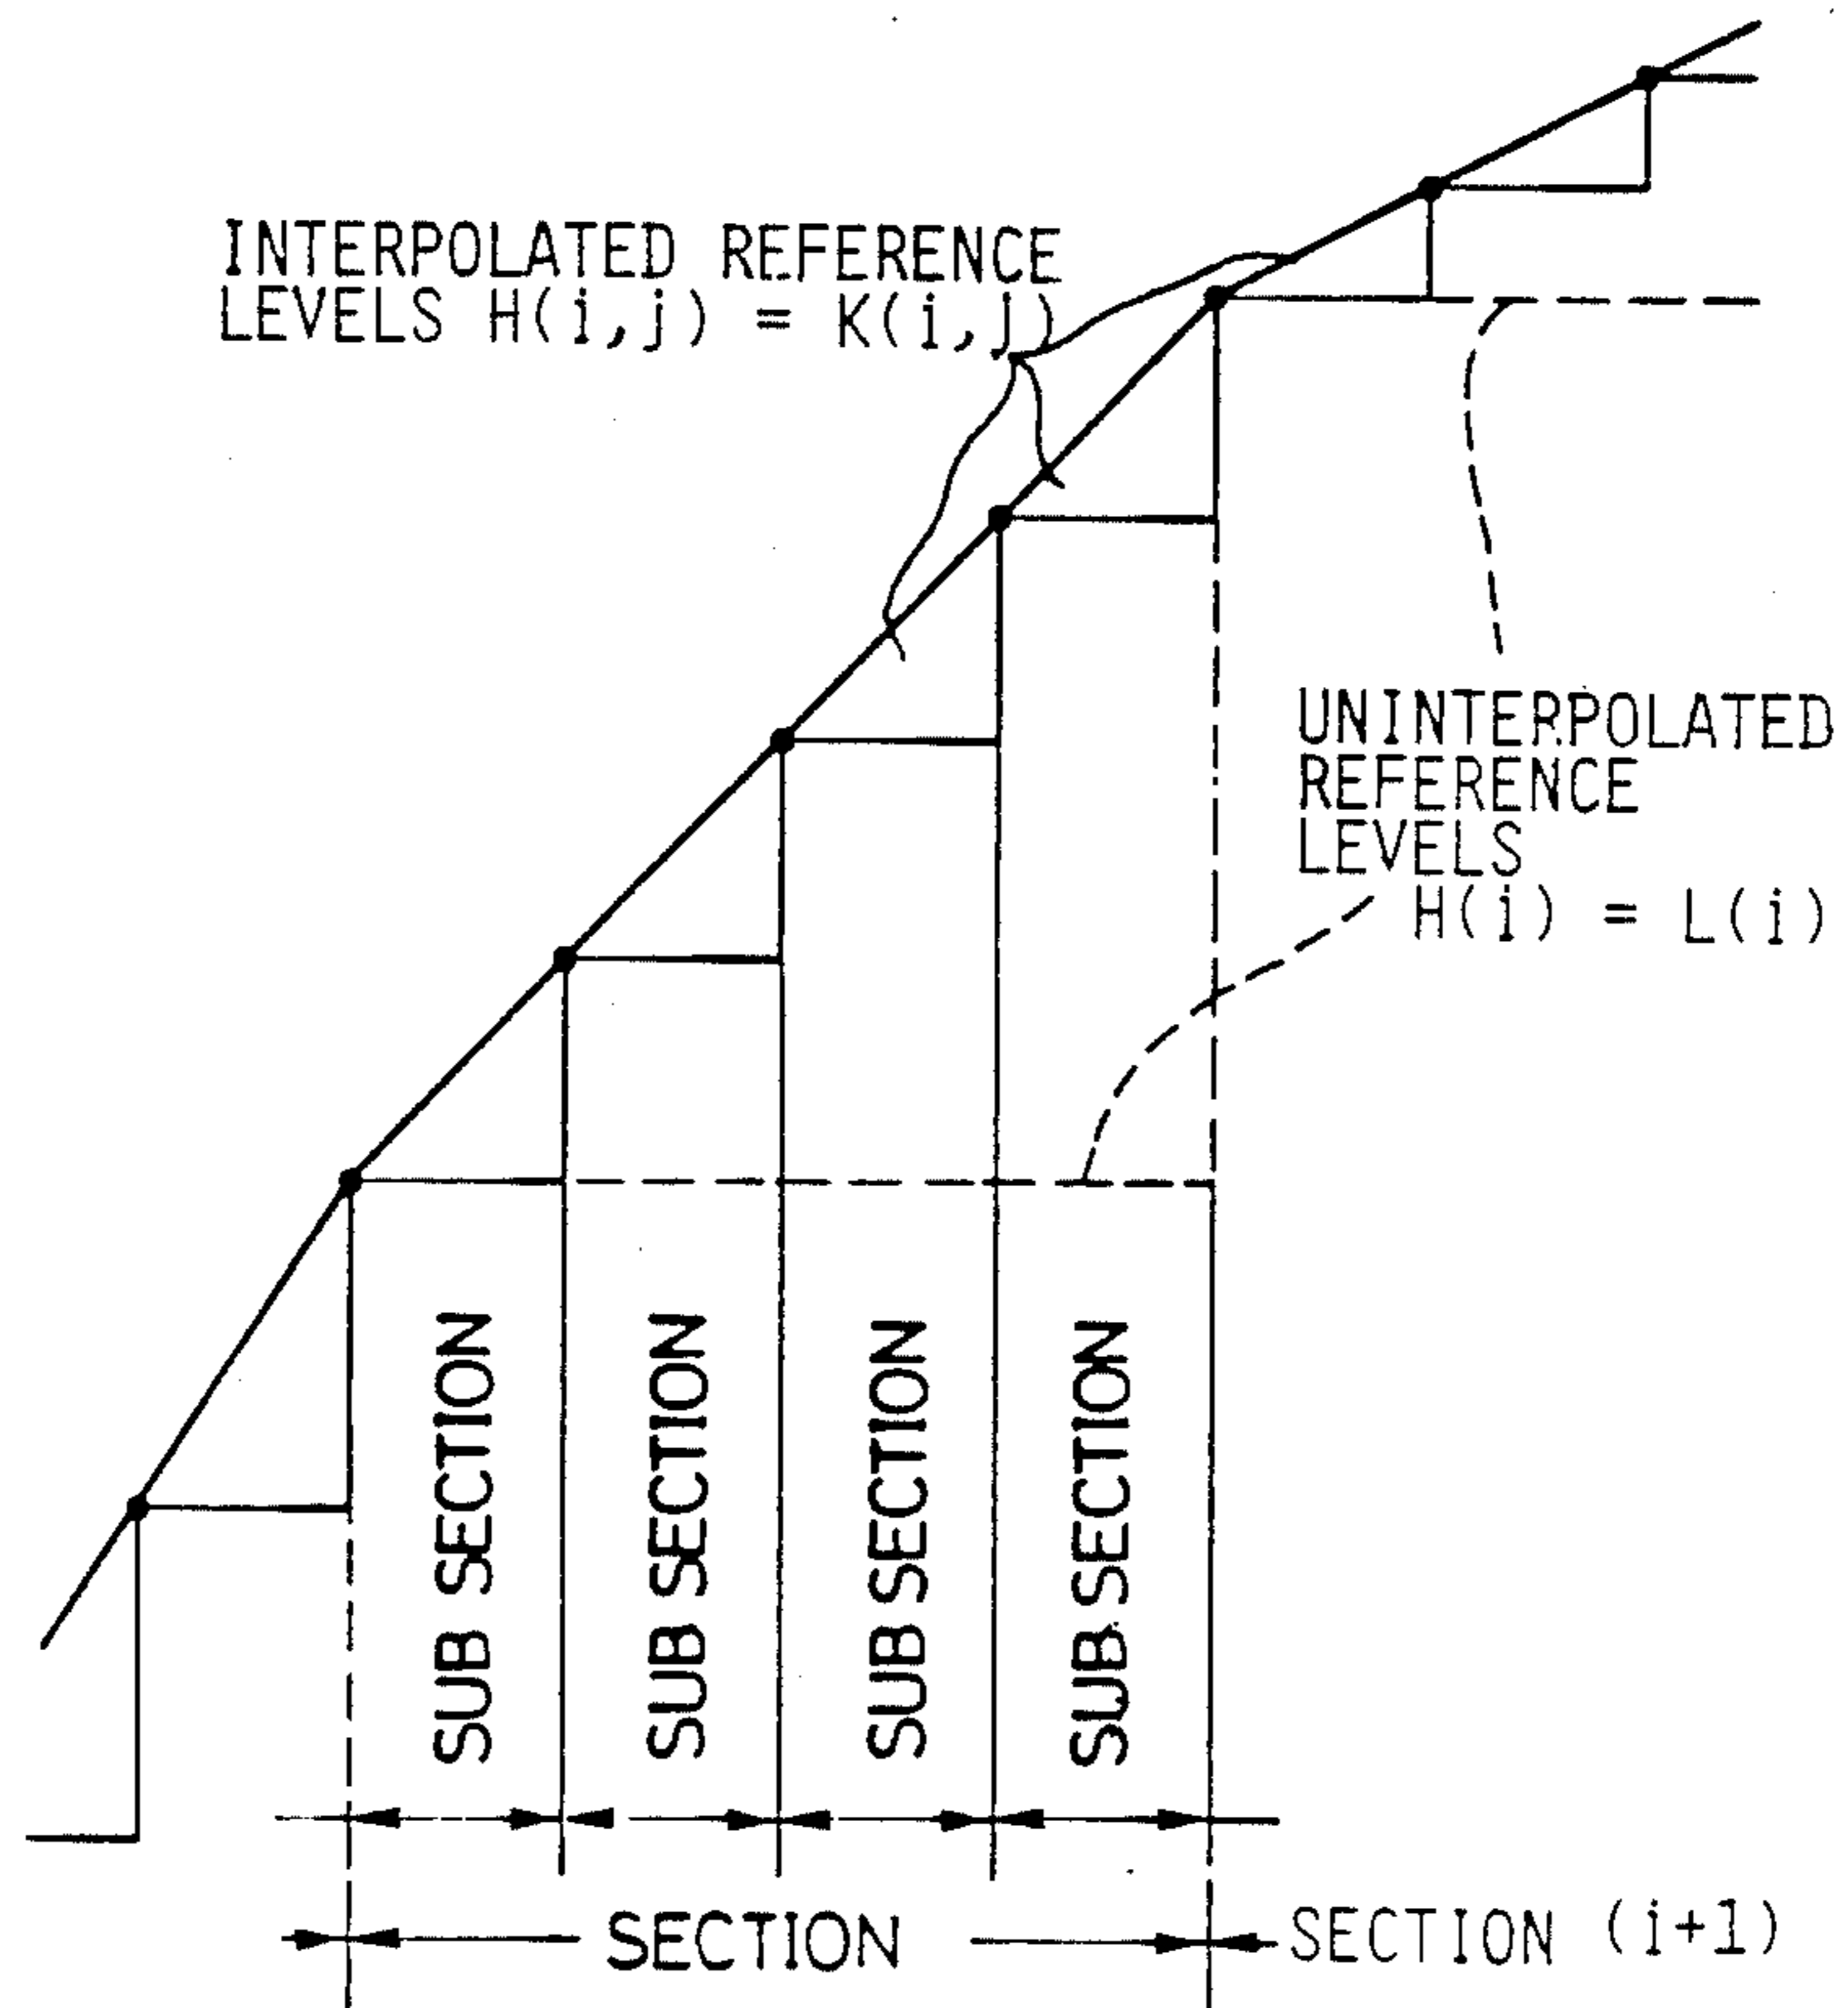 INTERPOLATED REFERENCE
LEVELS H(i,j) = K(i,j)
UNINTERPOLATED
REFERENCE
LEVELS
H(i) = L(i)
SUB SECTION
SUB SECTION
SUB SECTION
SUB SECTION
SECTION
SECTION (i+1)